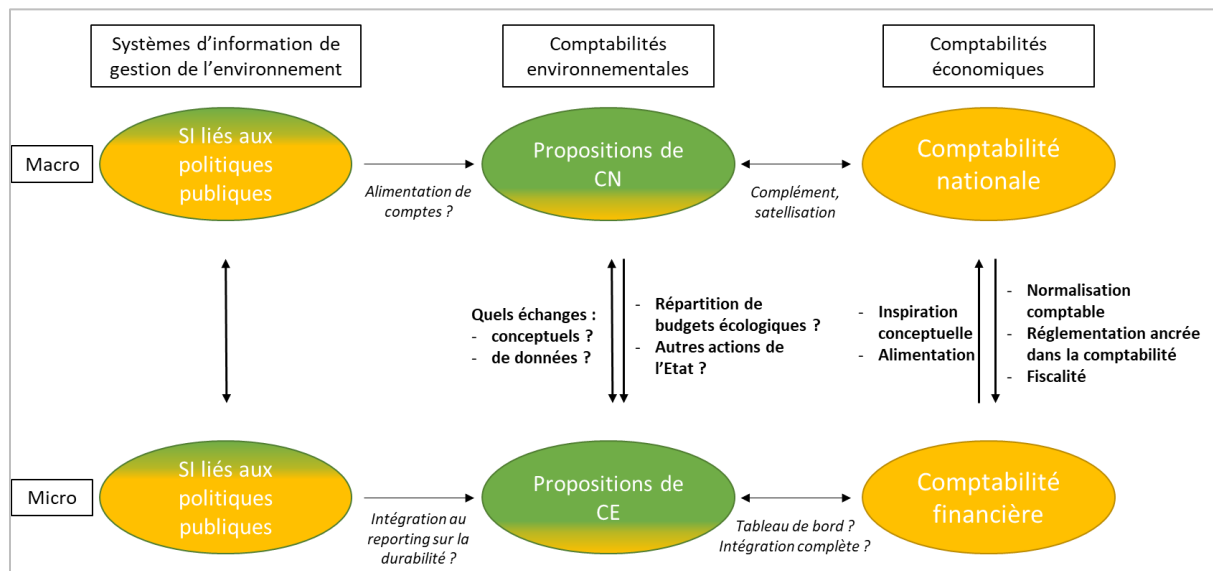 Systèmes d’information de
gestion de l’environnement
Comptabilités
environnementales
Comptabilités
économiques
Macro
SI liés aux
politiques
publiques
Alimentation de
comptes ?
Propositions de
CN
Complément,
satellisation
Comptabilité
nationale
Quels échanges :
- conceptuels ?
- de données ?
- Répartition de
budgets écologiques ?
- Autres actions de
l’Etat ?
- Inspiration
conceptuelle
- Alimentation
- Normalisation
comptable
- Réglementation ancrée
dans la comptabilité
- Fiscalité
Micro
SI liés aux
politiques
publiques
Intégration au
reporting sur la
durabilité ?
Propositions de
CE
Tableau de bord ?
Intégration complète ?
Comptabilité
financière